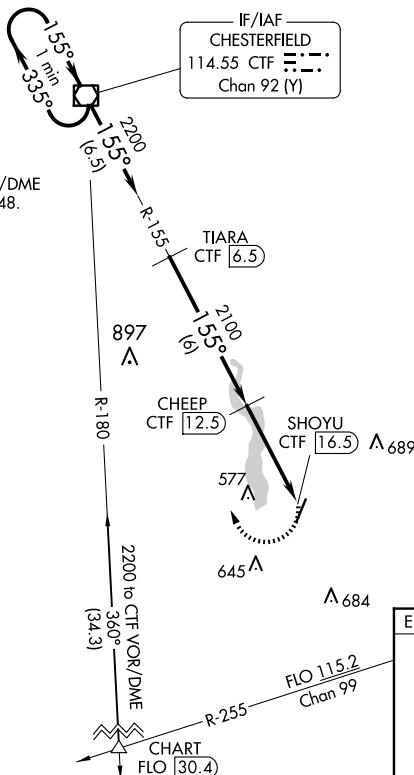 IF/IAF
CHESTERFIELD
114.55 CTF
Chan 92 (Y)
155°
1 min
335°
2200
155°
(6.5)
/DME
48.
R-155
TIARA
CTF 6.5
2100
155°
(6)
897
R-180
CHEEP
CTF 12.5
SHOYU
CTF 16.5
689
577
645
684
2200 to CTF VOR/DME
360°
(34.3)
E
FLO 115.2
Chan 99
R-255
CHART
FLO 30.4